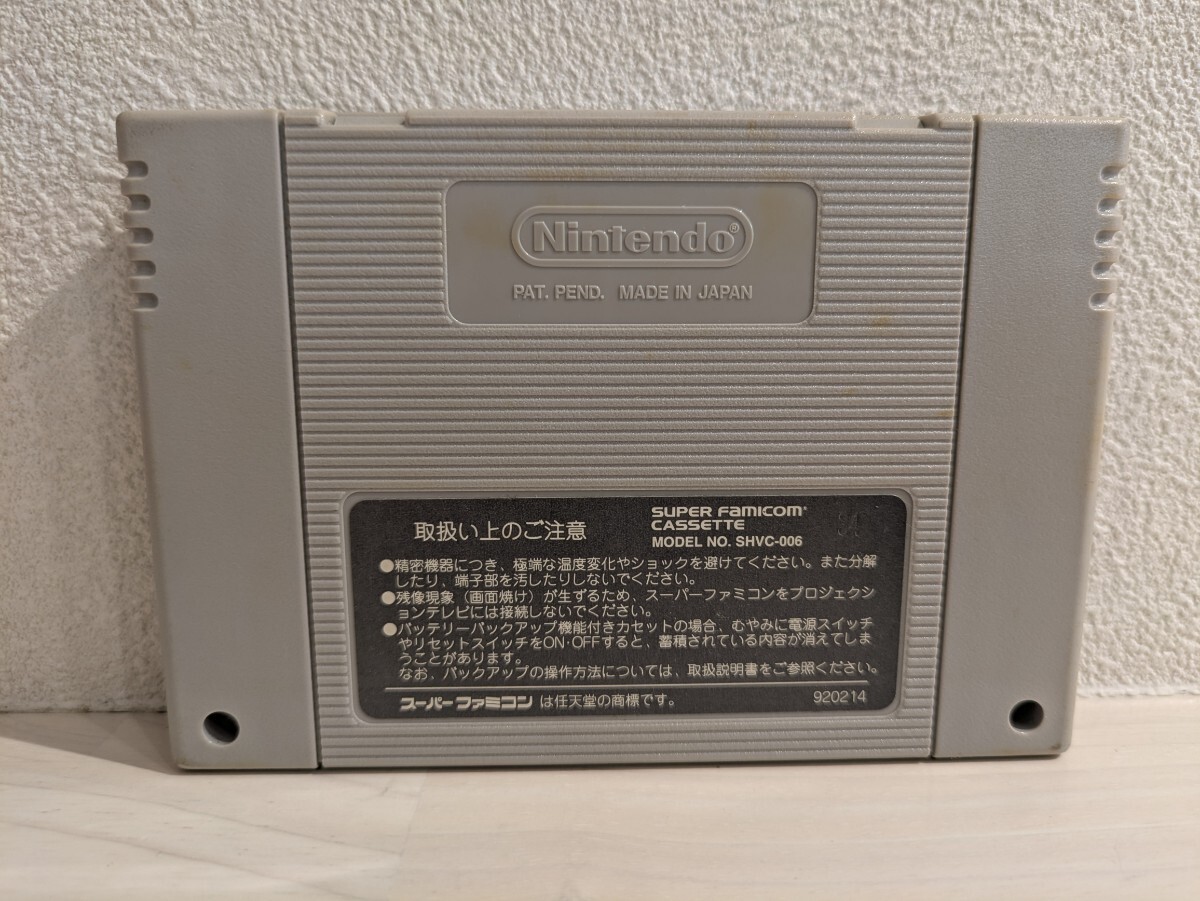 Nintendo®
PAT. PEND. MADE IN JAPAN
取扱い上のご注意
SUPER FAMICOM®
CASSETTE
MODEL NO. SHVC-006
●精密機器につき、極端な温度変化やショックを避けてください。また分解
したり、端子部を汚したりしないでください。
●残像現象（画面焼け）が生ずるため、スーパーファミコンをプロジェクシ
ョンテレビには接続しないでください。
●バッテリーバックアップ機能付きカセットの場合、むやみに電源スイッチ
やリセットスイッチをON・OFFすると、蓄積されている内容が消えてしま
うことがあります。
なお、バックアップの操作方法については、取扱説明書をご参照ください。
スーパーファミコン は任天堂の商標です。
920214